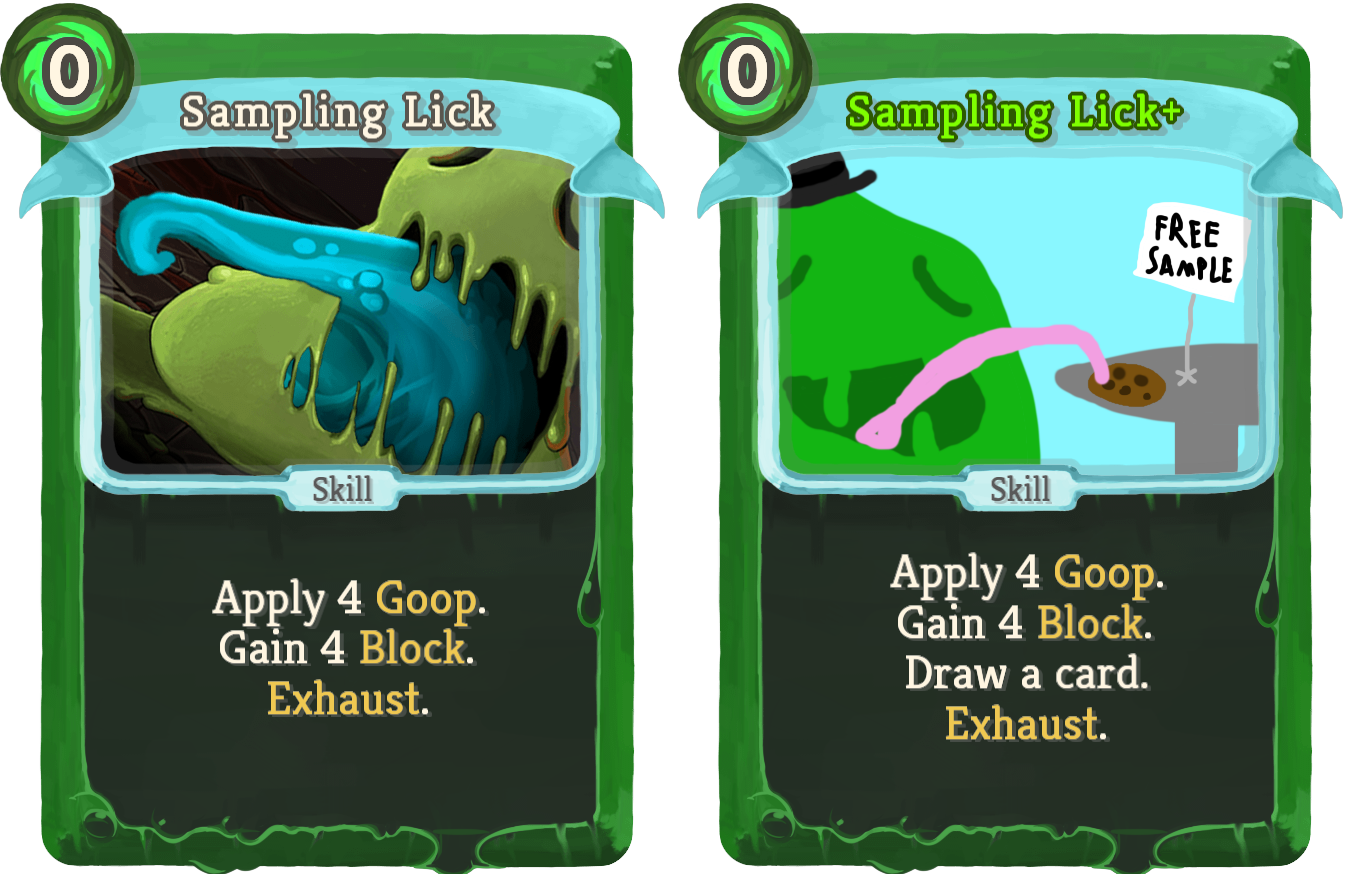 0
Sampling Lick
Skill
Apply 4 Goop.
Gain 4 Block.
Exhaust.
0
Sampling Lick+
FREE
SAMPLE
Skill
Apply 4 Goop.
Gain 4 Block.
Draw a card.
Exhaust.